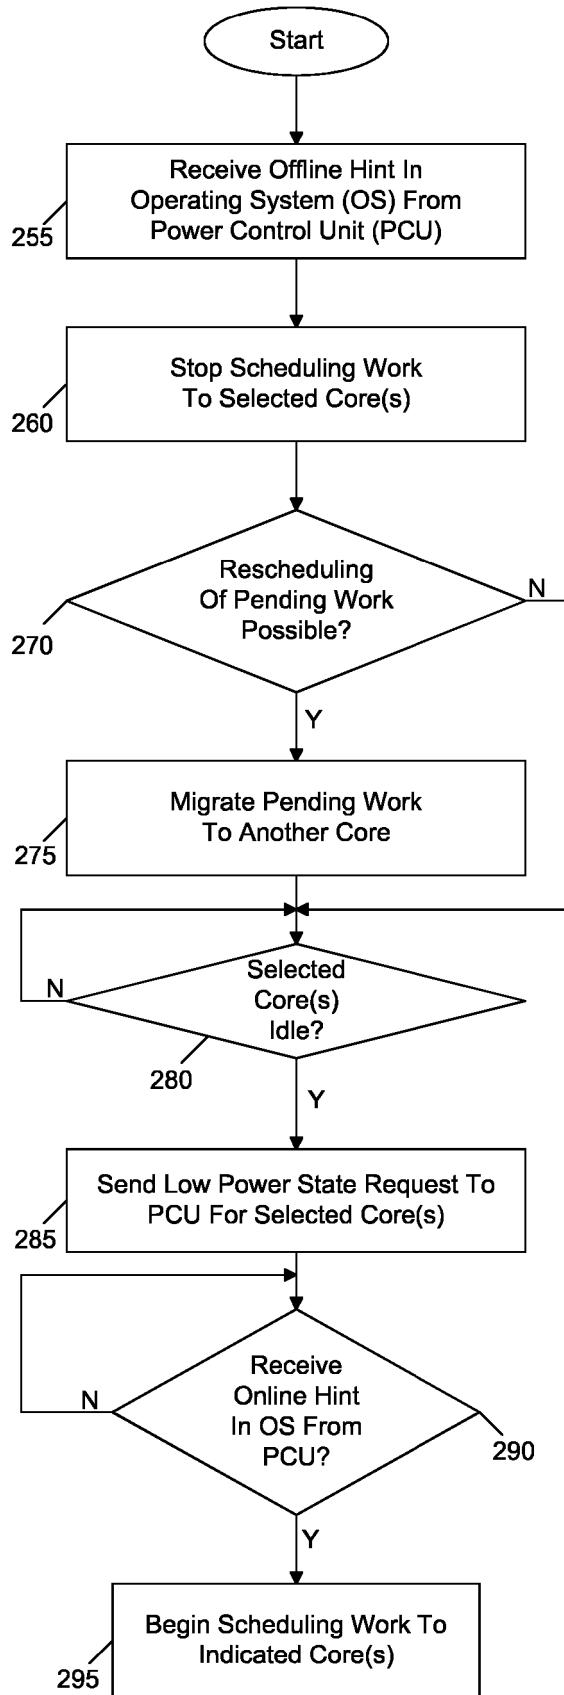 Start
Receive Offline Hint In
Operating System (OS) From
Power Control Unit (PCU)
255
Stop Scheduling Work
To Selected Core(s)
260
Rescheduling
Of Pending Work
Possible?
N
270
Y
Migrate Pending Work
To Another Core
275
Selected
Core(s)
Idle?
N
280
Y
Send Low Power State Request To
PCU For Selected Core(s)
285
Receive
Online Hint
In OS From
PCU?
N
290
Y
Begin Scheduling Work To
Indicated Core(s)
295